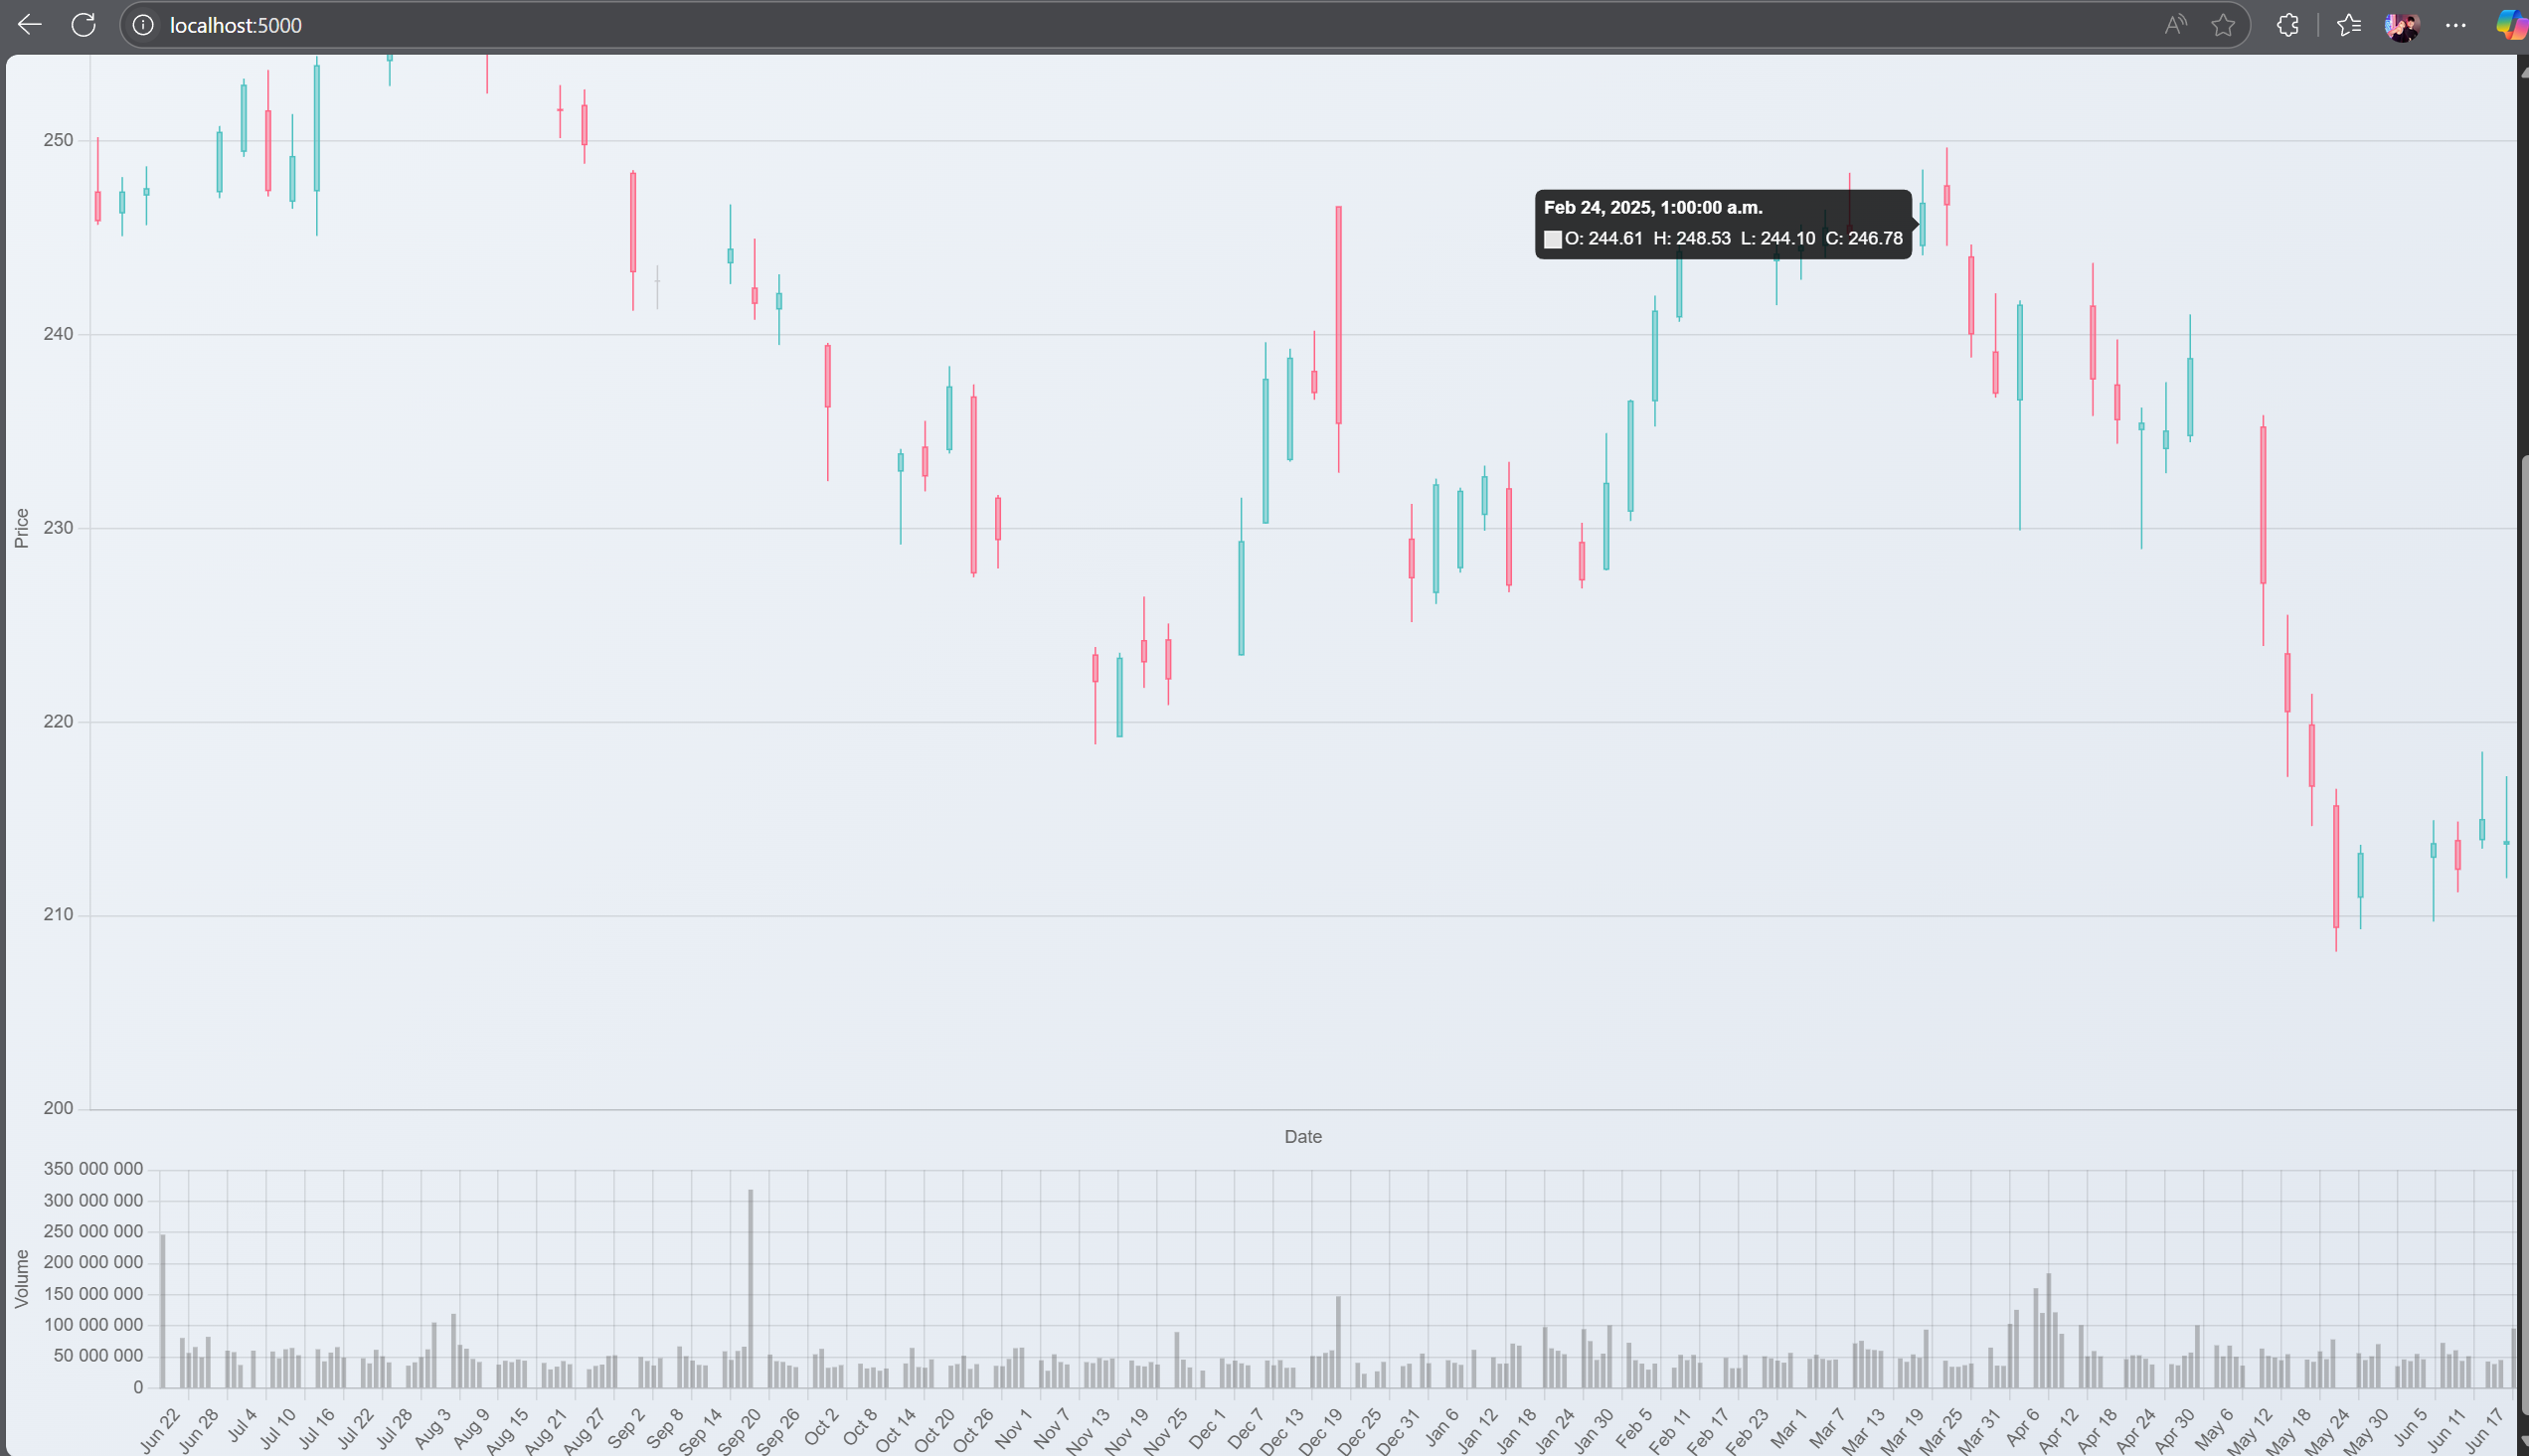 localhost:5000
250
240
230
220
210
200
Price
Feb 24, 2025, 1:00:00 a.m.
O: 244.61 H: 248.53 L: 244.10 C: 246.78
Date
350 000 000
300 000 000
250 000 000
200 000 000
150 000 000
100 000 000
50 000 000
0
Volume
Jun 22
Jun 28
Jul 4
Jul 10
Jul 16
Jul 22
Jul 28
Aug 3
Aug 9
Aug 15
Aug 21
Aug 27
Sep 2
Sep 8
Sep 14
Sep 20
Sep 26
Oct 2
Oct 8
Oct 14
Oct 20
Oct 26
Nov 1
Nov 7
Nov 13
Nov 19
Nov 25
Dec 1
Dec 7
Dec 13
Dec 19
Dec 25
Dec 31
Jan 6
Jan 12
Jan 18
Jan 24
Jan 30
Feb 5
Feb 11
Feb 17
Feb 23
Mar 1
Mar 7
Mar 13
Mar 19
Mar 25
Mar 31
Apr 6
Apr 12
Apr 18
Apr 24
Apr 30
May 6
May 12
May 18
May 24
May 30
Jun 5
Jun 11
Jun 17